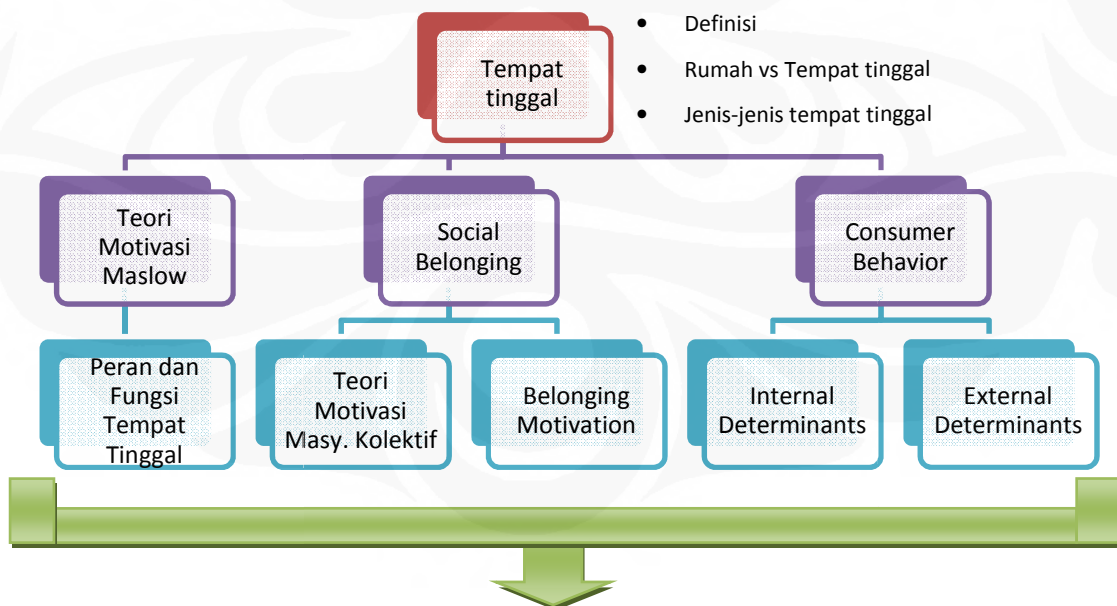 Tempat
tinggal
• Definisi
• Rumah vs Tempat tinggal
• Jenis-jenis tempat tinggal
Teori
Motivasi
Maslow
Social
Belonging
Consumer
Behavior
Peran dan
Fungsi
Tempat
Tinggal
Teori
Motivasi
Masy. Kolektif
Belonging
Motivation
Internal
Determinants
External
Determinants